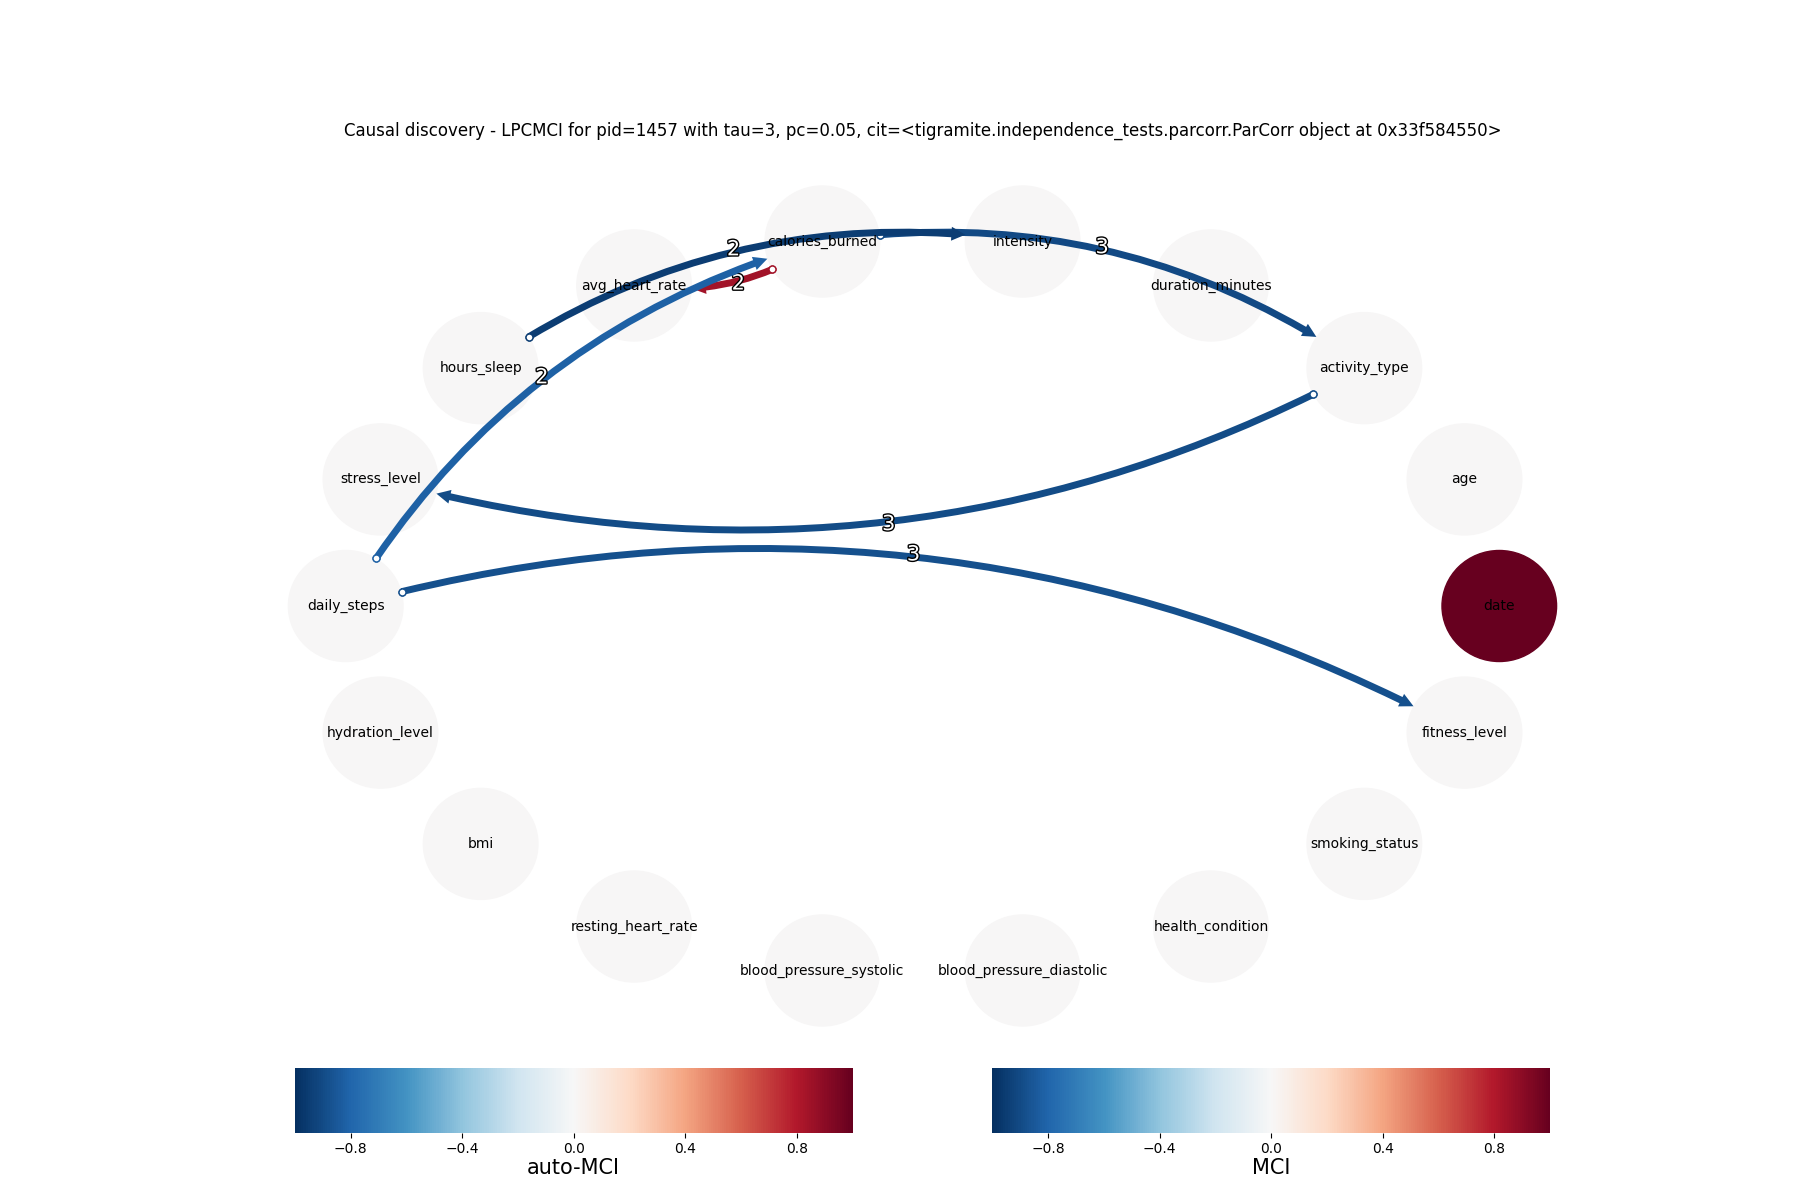 Causal discovery - LPCMCI for pid=1457 with tau=3, pc=0.05, cit=<tigramite.independence_tests.parcorr.ParCorr object at 0x33f584550>
calories_burned
intensity
2
3
avg_heart_rate
2
duration_minutes
hours_sleep
2
activity_type
stress_level
age
3
3
daily_steps
date
hydration_level
fitness_level
bmi
smoking_status
resting_heart_rate
health_condition
blood_pressure_systolic
blood_pressure_diastolic
−0.8 −0.4 0.0 0.4 0.8
auto-MCI
−0.8 −0.4 0.0 0.4 0.8
MCI